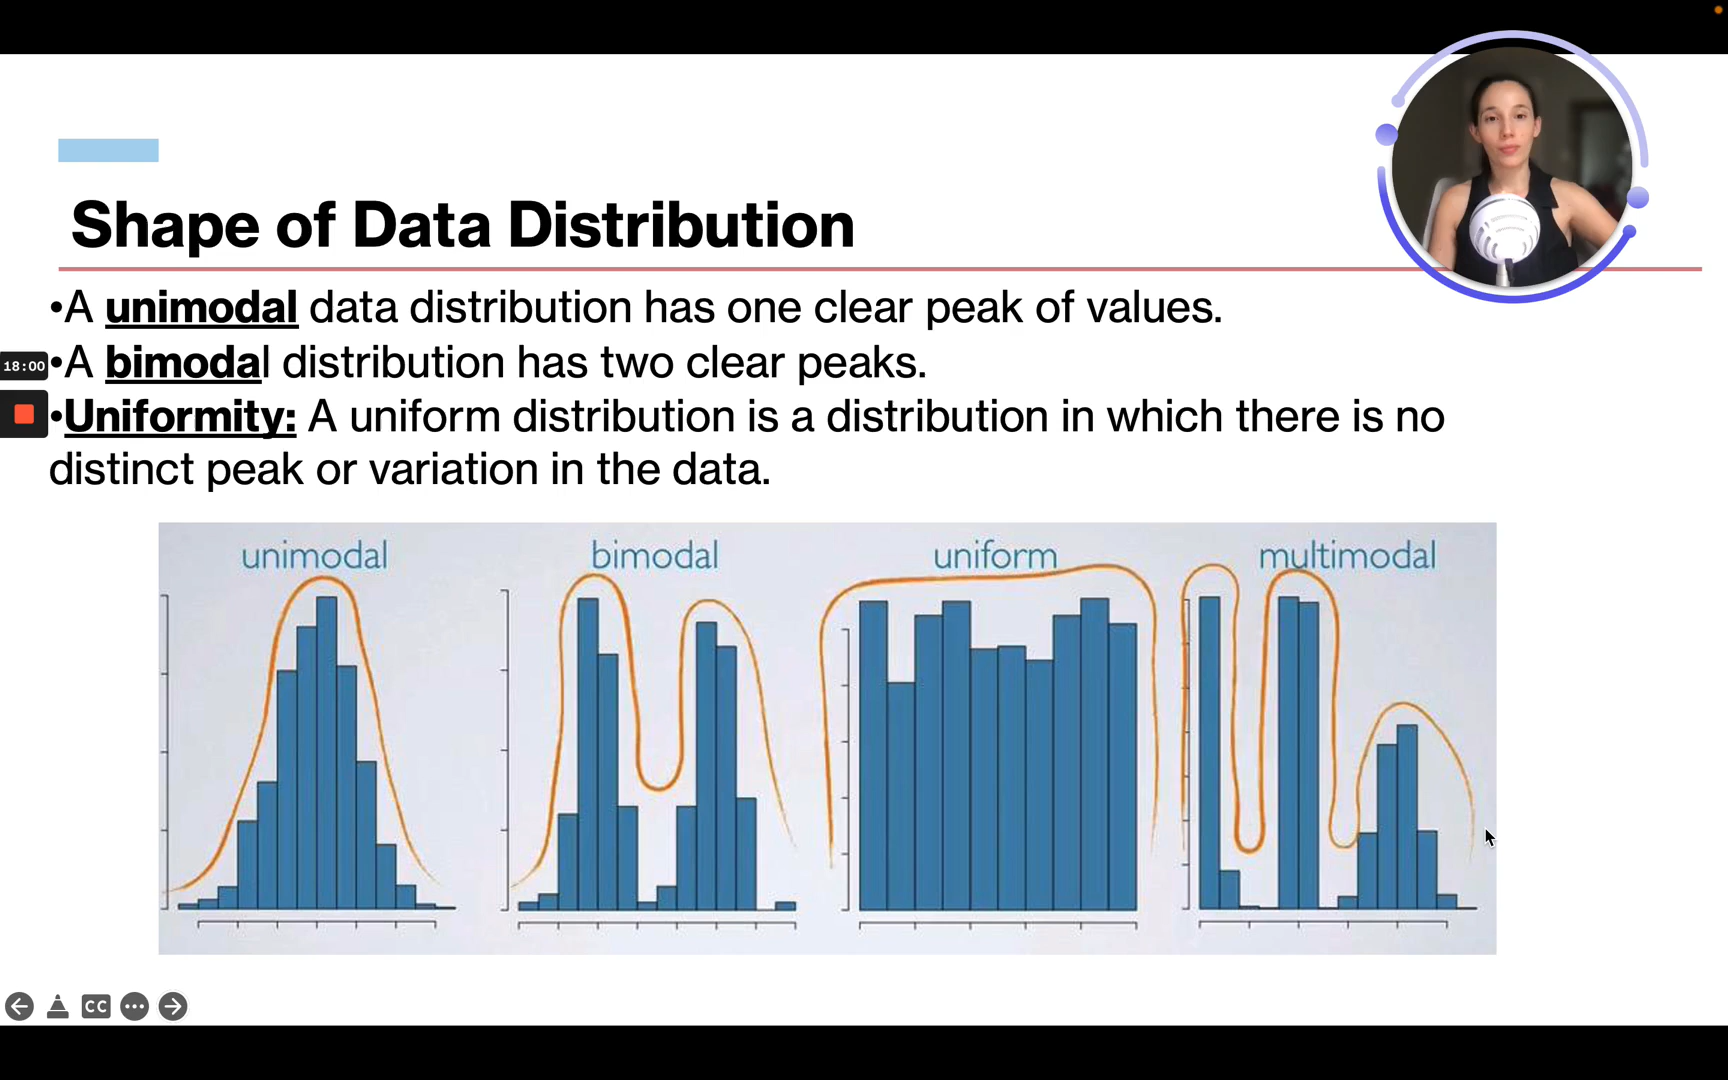 Shape of Data Distribution
•A unimodal data distribution has one clear peak of values.
18:00
•A bimodal distribution has two clear peaks.
•Uniformity: A uniform distribution is a distribution in which there is no
distinct peak or variation in the data.
unimodal bimodal uniform multimodal
CC